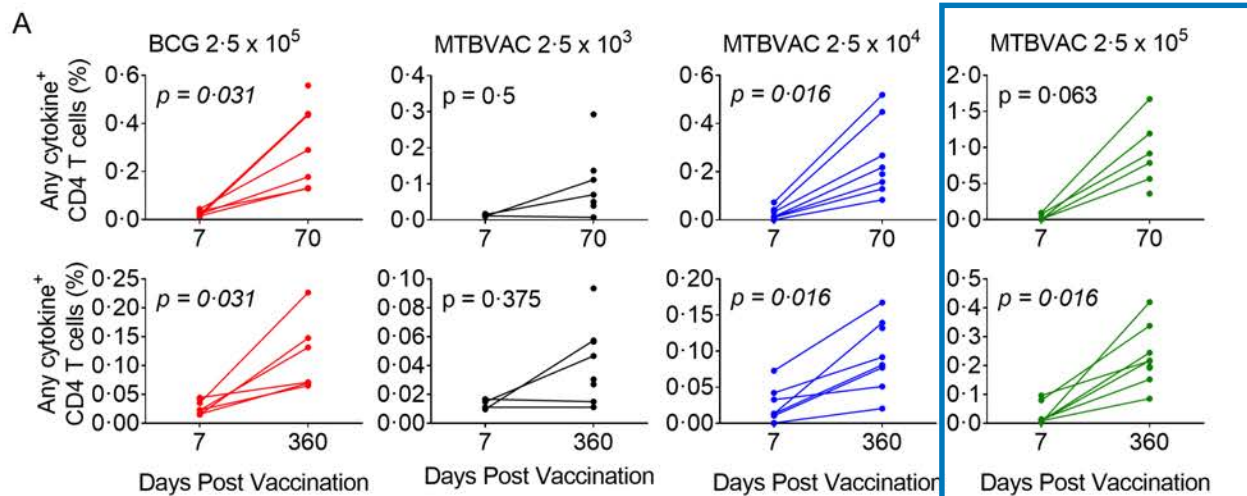 A
BCG 2·5 x 10⁵ MTBVAC 2·5 x 10³ MTBVAC 2·5 x 10⁴ MTBVAC 2·5 x 10⁵
Any cytokine⁺
CD4 T cells (%)
0·6 0·4 0·2 0·0
p = 0·031
7 70
0·4 0·3 0·2 0·1 0·0
p = 0·5
7 70
0·6 0·4 0·2 0·0
p = 0·016
7 70
2·0 1·5 1·0 0·5 0·0
p = 0·063
7 70
Any cytokine⁺
CD4 T cells (%)
0·25 0·20 0·15 0·10 0·05 0·00
p = 0·031
7 360
Days Post Vaccination
0·10 0·08 0·06 0·04 0·02 0·00
p = 0·375
7 360
Days Post Vaccination
0·20 0·15 0·10 0·05 0·00
p = 0·016
7 360
Days Post Vaccination
0·5 0·4 0·3 0·2 0·1 0·0
p = 0·016
7 360
Days Post Vaccination